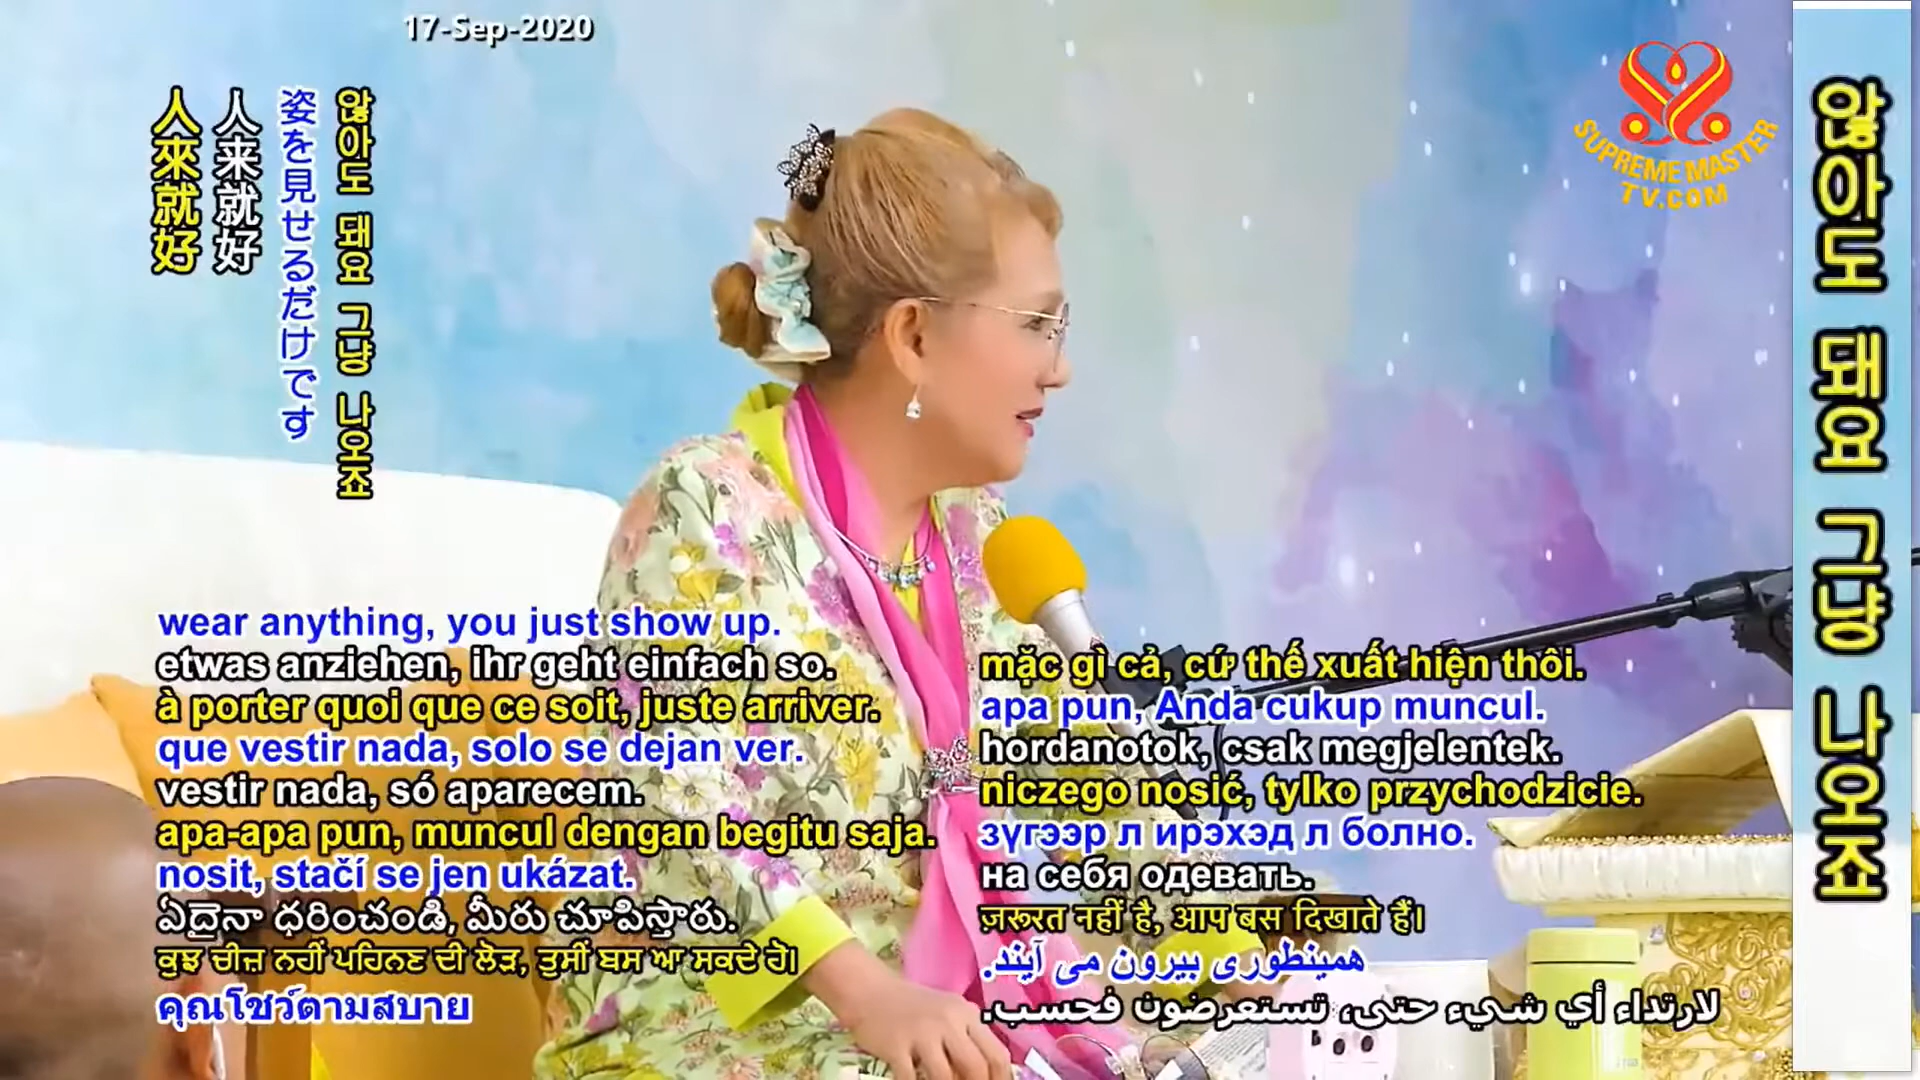 17-Sep-2020
SUPREME MASTER
TV.COM
人來就好
人来就好
姿を見せるだけです
않아도 돼요 그냥 나오죠
wear anything, you just show up.
etwas anziehen, ihr geht einfach so.
à porter quoi que ce soit, juste arriver.
que vestir nada, solo se dejan ver.
vestir nada, só aparecem.
apa-apa pun, muncul dengan begitu saja.
nosit, stačí se jen ukázat.
ఏదైనా ధరించండి, మీరు చూపిస్తారు.
ਕੁਝ ਚੀਜ਼ ਨਹੀਂ ਪਹਿਨਣ ਦੀ ਲੋੜ, ਤੁਸੀਂ ਬਸ ਆ ਸਕਦੇ ਹੋ।
คุณโชว์ตามสบาย
mặc gì cả, cứ thế xuất hiện thôi.
apa pun, Anda cukup muncul.
hordanotok, csak megjelentek.
niczego nosić, tylko przychodzicie.
зүгээр л ирэхэд л болно.
на себя одевать.
ज़रूरत नहीं है, आप बस दिखाते हैं।
همینطوری بیرون می آیند.
لارتداء أي شيء حتى، تستعرضون فحسب.
않아도 돼요 그냥 나오죠